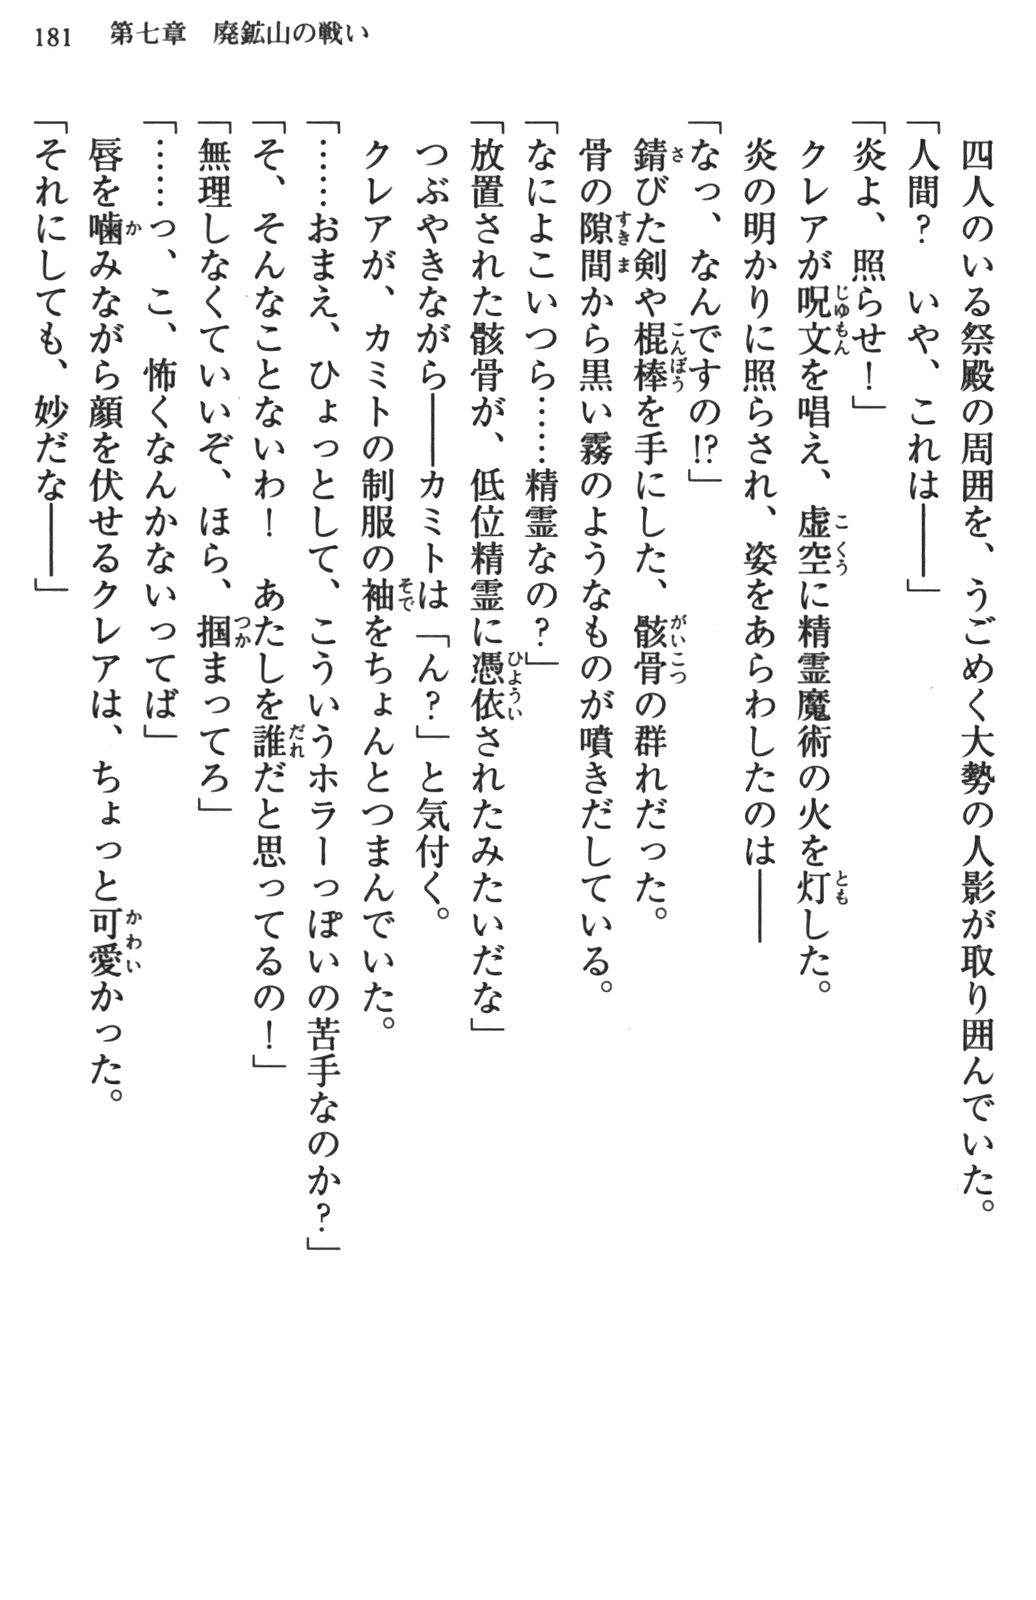 181　第七章　廃鉱山の戦い
四人のいる祭殿の周囲を、うごめく大勢の人影が取り囲んでいた。
「人間？　いや、これは――」
「炎よ、照らせ！」
クレアが呪文を唱え、虚空に精霊魔術の火を灯した。
炎の明かりに照らされ、姿をあらわしたのは――
「なっ、なんですの!?」
錆びた剣や棍棒を手にした、骸骨の群れだった。
骨の隙間から黒い霧のようなものが噴きだしている。
「なによこいつら……精霊なの？」
「放置された骸骨が、低位精霊に憑依されたみたいだな」
つぶやきながら――カミトは「ん？」と気付く。
クレアが、カミトの制服の袖をちょんとつまんでいた。
「……おまえ、ひょっとして、こういうホラーっぽいの苦手なのか？」
「そ、そんなことないわ！　あたしを誰だと思ってるの！」
「無理しなくていいぞ、ほら、掴まってろ」
「……っ、こ、怖くなんかないってば」
唇を噛みながら顔を伏せるクレアは、ちょっと可愛かった。
「それにしても、妙だな――」